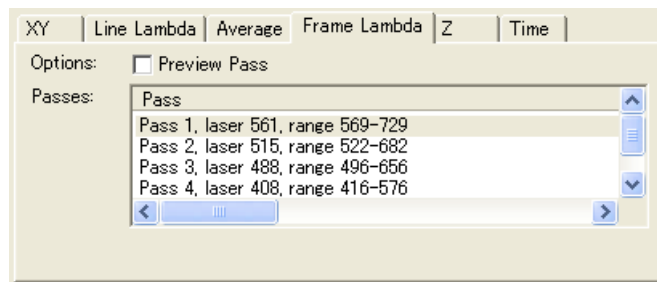 XY Line Lambda Average Frame Lambda Z Time
Options: Preview Pass
Passes: Pass
Pass 1, laser 561, range 569-729
Pass 2, laser 515, range 522-682
Pass 3, laser 488, range 496-656
Pass 4, laser 408, range 416-576